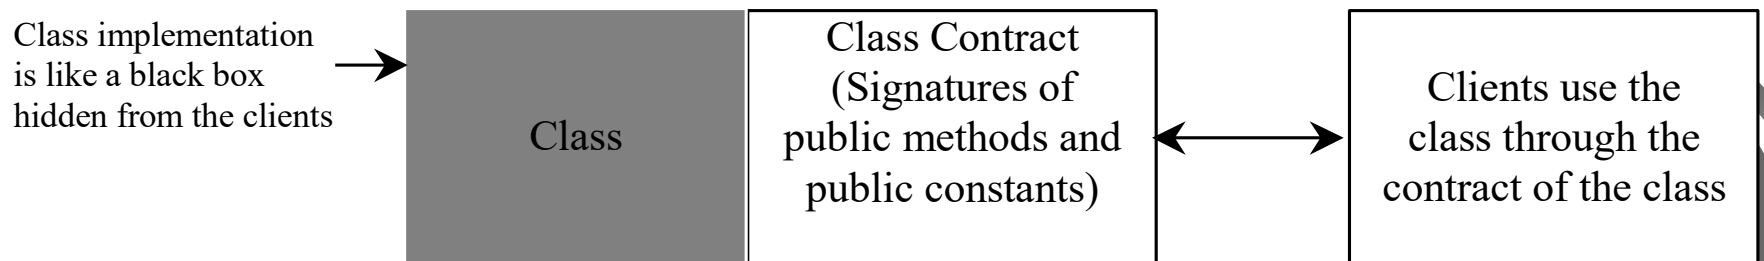 Class implementation
is like a black box
hidden from the clients
Class
Class Contract
(Signatures of
public methods and
public constants)
Clients use the
class through the
contract of the class